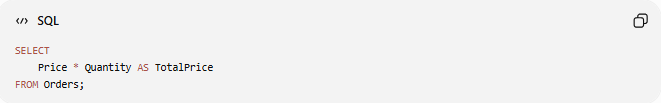 </> SQL
SELECT
    Price * Quantity AS TotalPrice
FROM Orders;